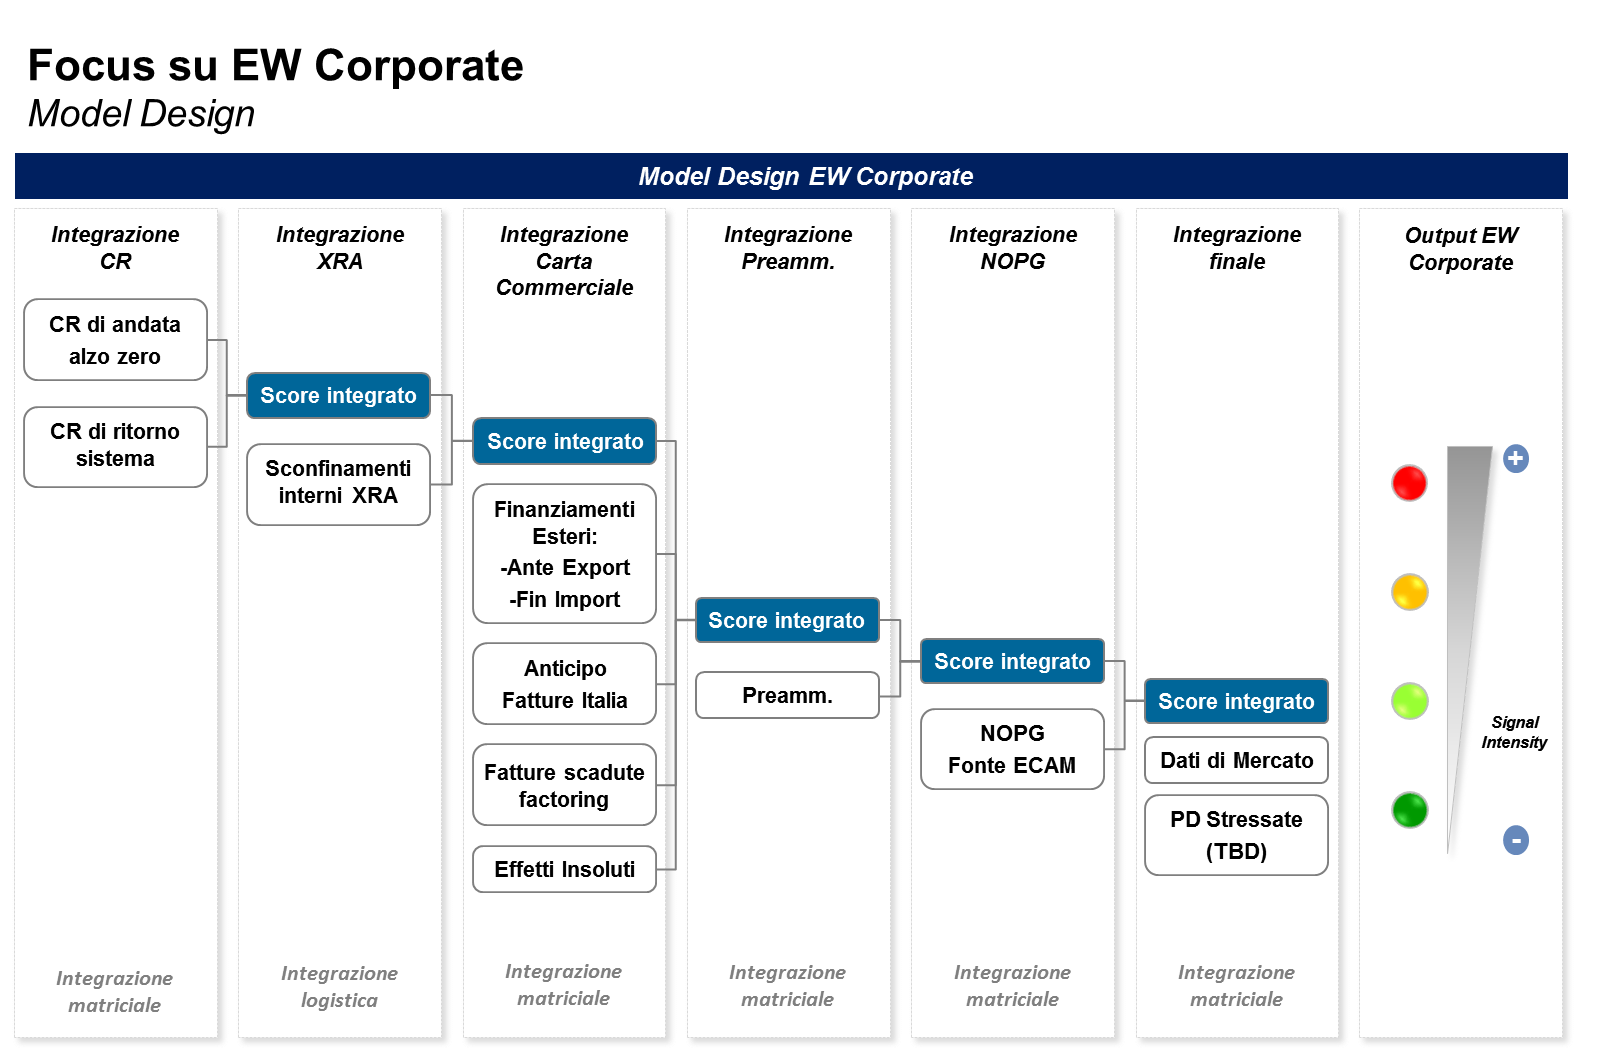 Focus su EW Corporate
Model Design
Model Design EW Corporate
Integrazione
CR
CR di andata
alzo zero
CR di ritorno
sistema
Integrazione
matriciale
Integrazione
XRA
Score integrato
Sconfinamenti
interni XRA
Integrazione
logistica
Integrazione
Carta
Commerciale
Score integrato
Finanziamenti
Esteri:
-Ante Export
-Fin Import
Anticipo
Fatture Italia
Fatture scadute
factoring
Effetti Insoluti
Integrazione
matriciale
Integrazione
Preamm.
Score integrato
Preamm.
Integrazione
matriciale
Integrazione
NOPG
Score integrato
NOPG
Fonte ECAM
Integrazione
matriciale
Integrazione
finale
Score integrato
Dati di Mercato
PD Stressate
(TBD)
Integrazione
matriciale
Output EW
Corporate
+
Signal
Intensity
-